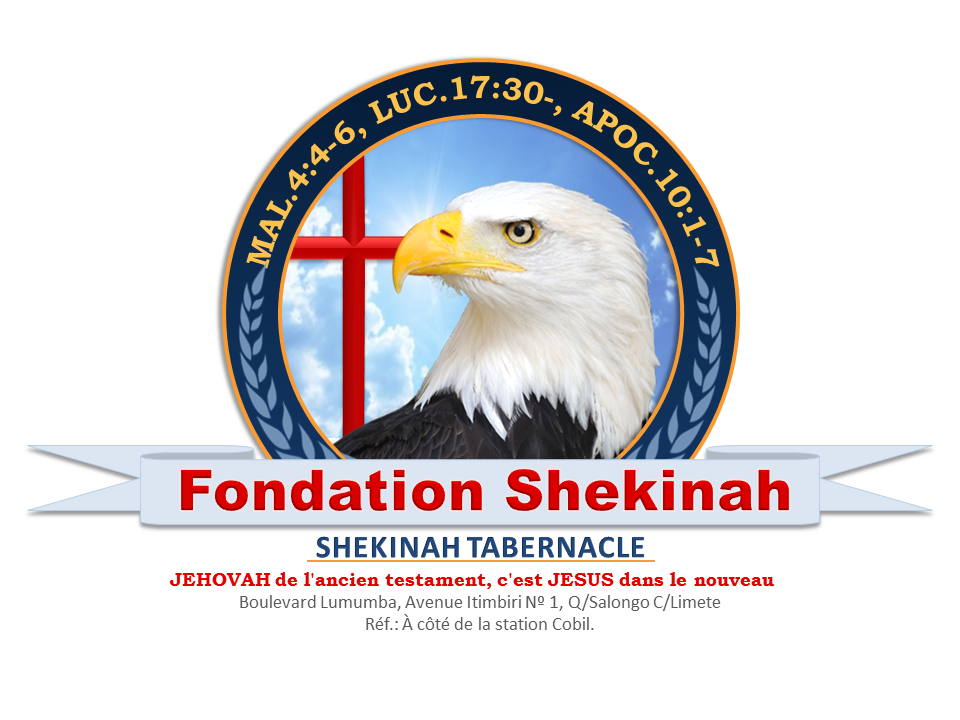 MAL.4:4-6, LUC.17:30-, APOC.10:1-7
Fondation Shekinah
SHEKINAH TABERNACLE
JEHOVAH de l'ancien testament, c'est JESUS dans le nouveau
Boulevard Lumumba, Avenue Itimbiri Nº 1, Q/Salongo C/Limete
Réf.: À côté de la station Cobil.